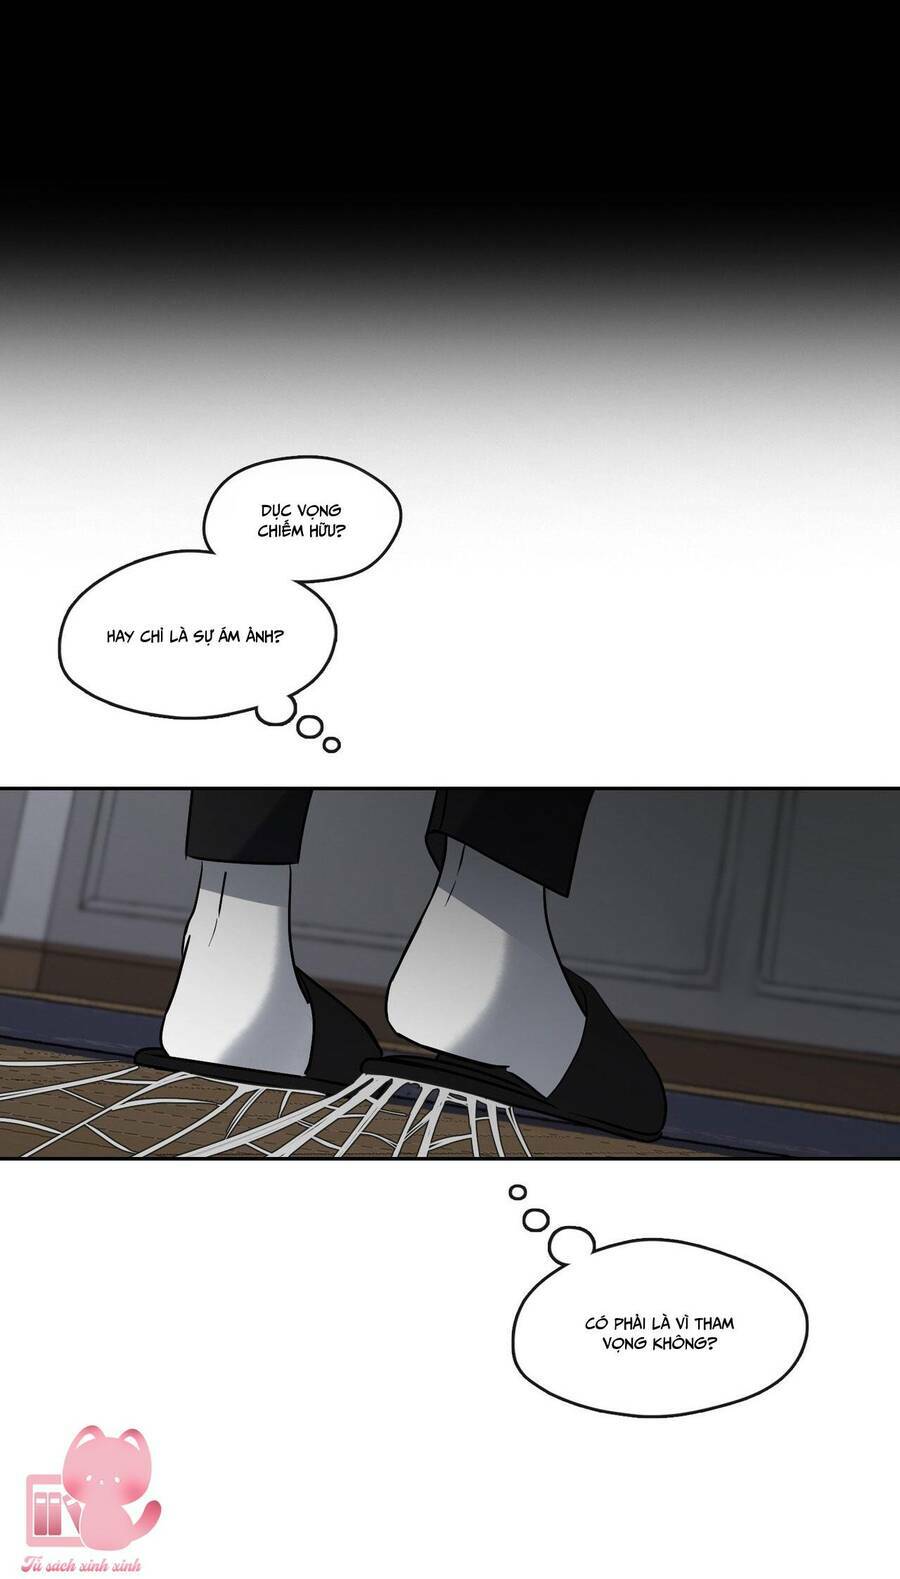 DỤC VỌNG
CHIẾM HỮU?
HAY CHỈ LÀ SỰ ÁM ẢNH?
CÓ PHẢI LÀ VÌ THAM
VỌNG KHÔNG?
Tủ sách xinh xinh